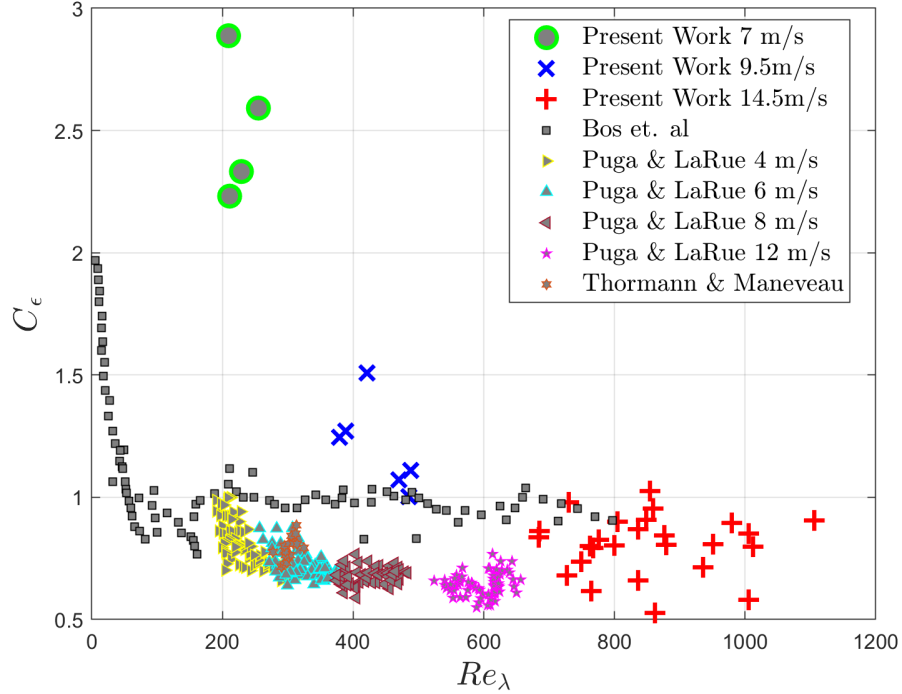 3
2.5
2
1.5
1
0.5
C_ϵ
0
200
400
600
800
1000
1200
Re_λ
Present Work 7 m/s
Present Work 9.5m/s
Present Work 14.5m/s
Bos et. al
Puga & LaRue 4 m/s
Puga & LaRue 6 m/s
Puga & LaRue 8 m/s
Puga & LaRue 12 m/s
Thormann & Maneveau